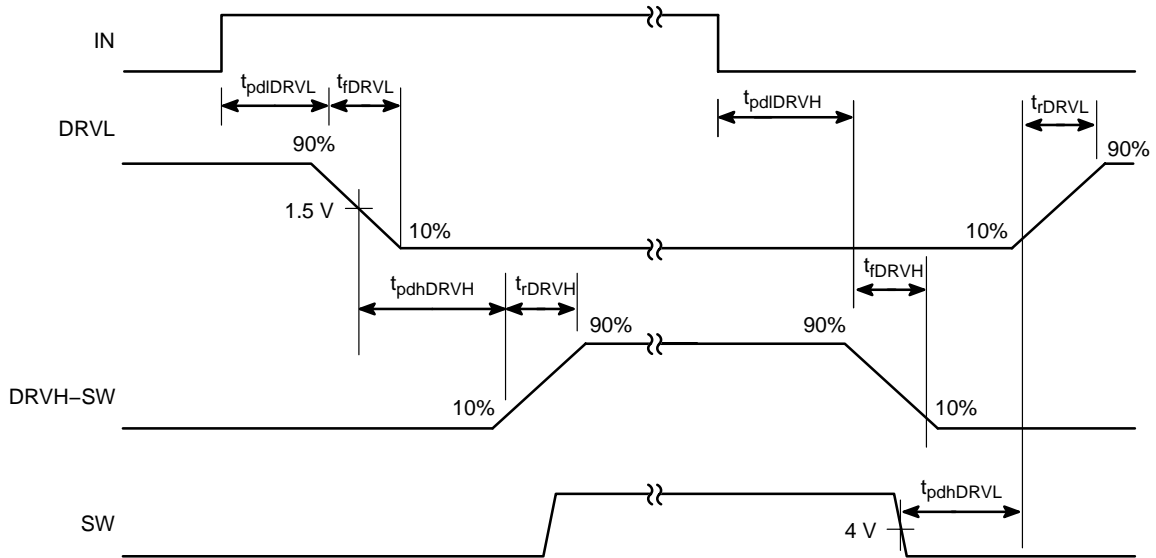 IN
tpdlDRVL
tfDRVL
tpdlDRVH
trDRVL
DRVL
90%
90%
1.5 V
10%
10%
tpdhDRVH
trDRVH
tfDRVH
90%
90%
DRVH–SW
10%
10%
tpdhDRVL
SW
4 V